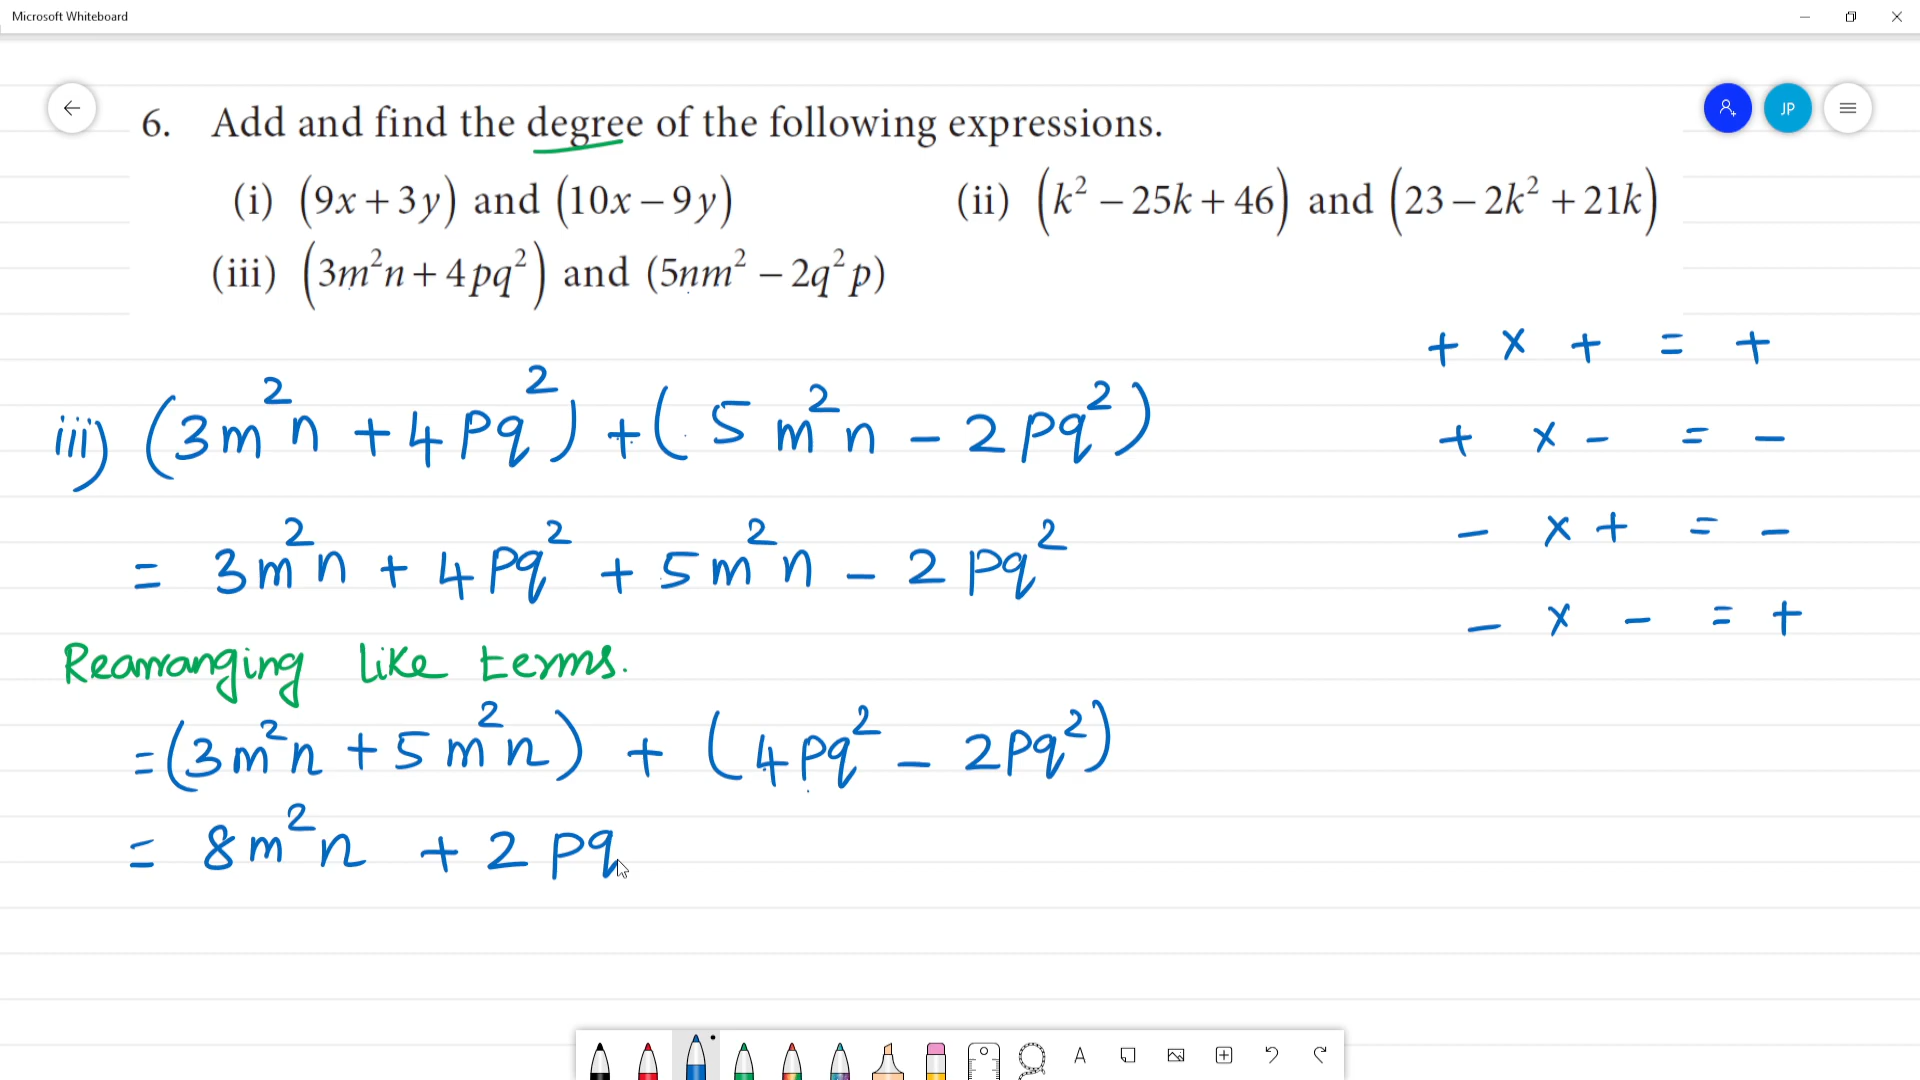 Microsoft Whiteboard
6. Add and find the degree of the following expressions.
(i) (9x + 3y) and (10x – 9y) (ii) (k² – 25k + 46) and (23 – 2k² + 21k)
(iii) (3m²n + 4pq²) and (5nm² – 2q²p)
JP
+ x + = +
iii) (3m²n + 4pq²) + (5m²n – 2pq²)
+ x - = -
= 3m²n + 4pq² + 5m²n – 2pq²
- x + = -
- x - = +
Rearranging like terms.
= (3m²n + 5m²n) + (4pq² – 2pq²)
= 8m²n + 2pq
A